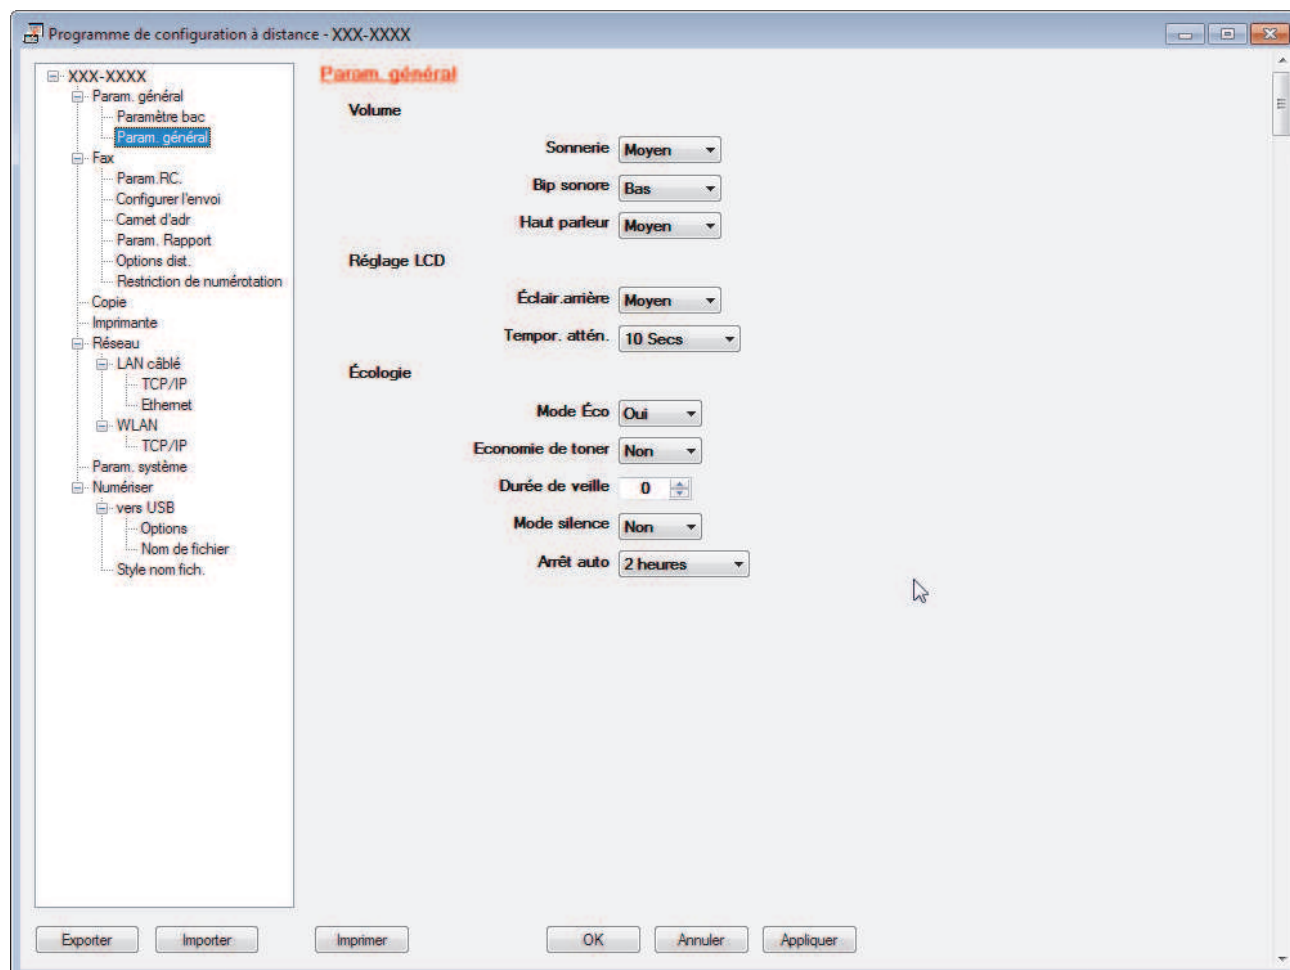 Programme de configuration à distance - XXX-XXXX
XXX-XXXX
Param. général
Paramètre bac
Param. général
Fax
Param.RC.
Configurer l'envoi
Carnet d'adr
Param. Rapport
Options dist.
Restriction de numérotation
Copie
Imprimante
Réseau
LAN câblé
TCP/IP
Ethernet
WLAN
TCP/IP
Param. système
Numériser
vers USB
Options
Nom de fichier
Style nom fich.
Param. général
Volume
Sonnerie Moyen
Bip sonore Bas
Haut parleur Moyen
Réglage LCD
Éclair.arrière Moyen
Tempor. attén. 10 Secs
Écologie
Mode Éco Oui
Economie de toner Non
Durée de veille 0
Mode silence Non
Arrêt auto 2 heures
Exporter Importer Imprimer OK Annuler Appliquer